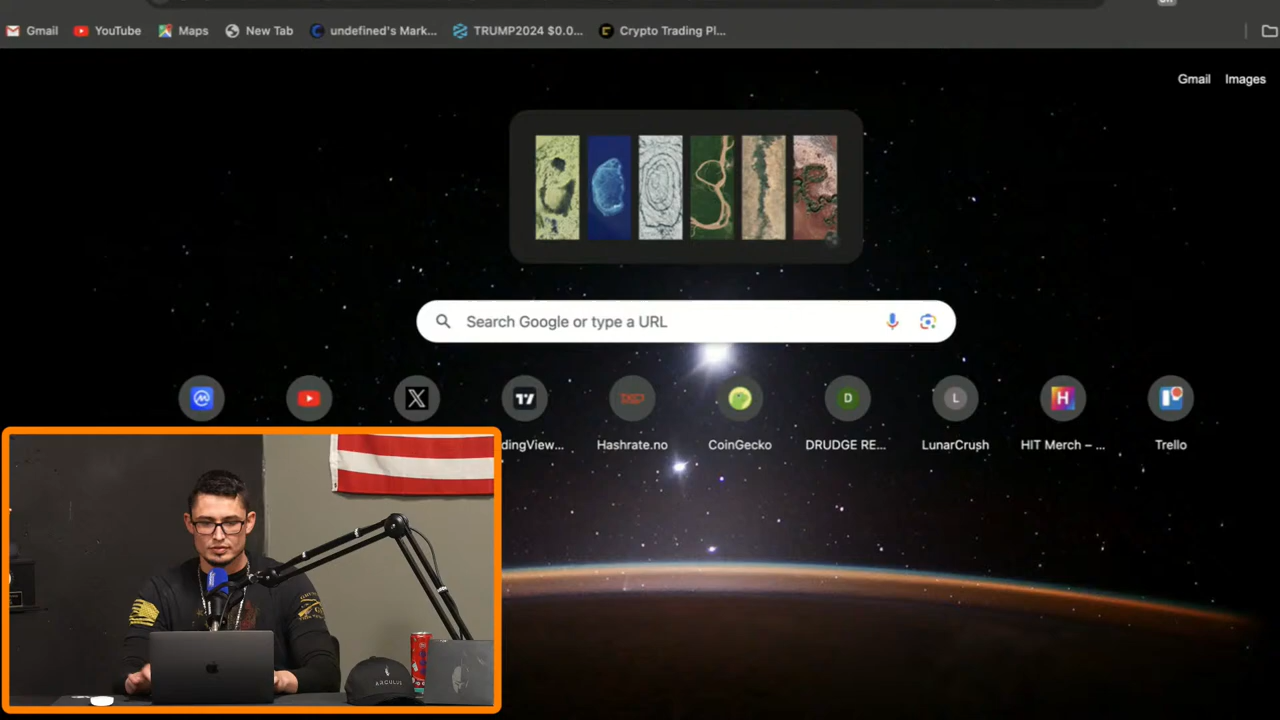 Gmail YouTube Maps New Tab undefined's Mark... TRUMP2024 $0.0... Crypto Trading Pl...
Gmail Images
Search Google or type a URL
dingView... Hashrate.no CoinGecko DRUDGE RE... LunarCrush HIT Merch – ... Trello
D
L
H
ARCULUS